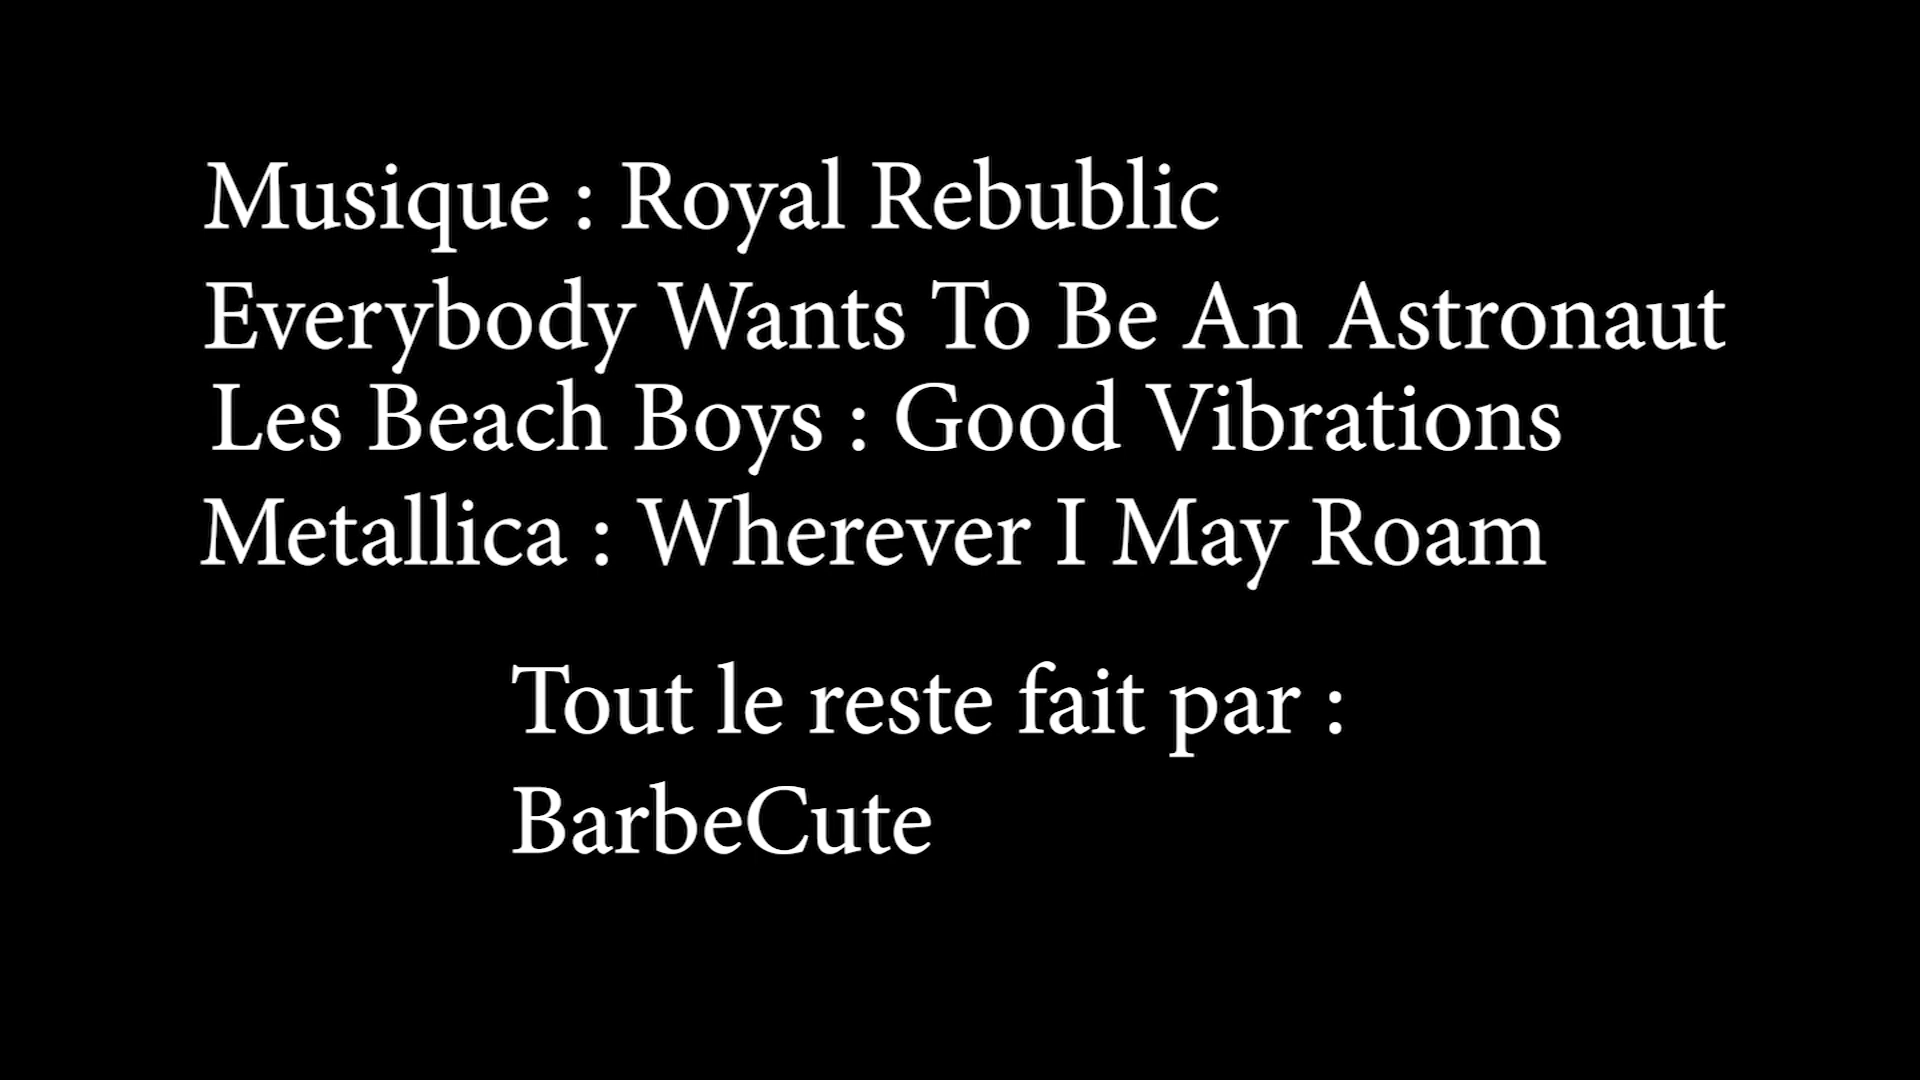 Musique : Royal Rebublic
Everybody Wants To Be An Astronaut
Les Beach Boys : Good Vibrations
Metallica : Wherever I May Roam
Tout le reste fait par :
BarbeCute